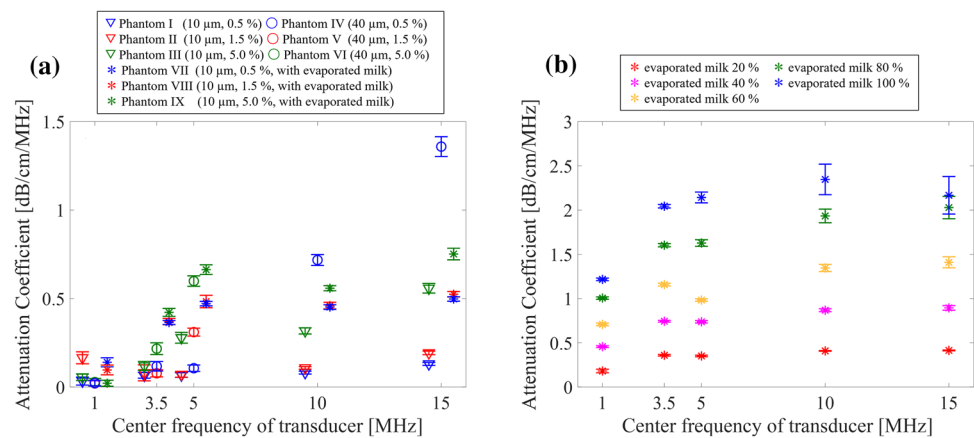 Phantom I (10 µm, 0.5 %) Phantom IV (40 µm, 0.5 %)
Phantom II (10 µm, 1.5 %) Phantom V (40 µm, 1.5 %)
Phantom III (10 µm, 5.0 %) Phantom VI (40 µm, 5.0 %)
Phantom VII (10 µm, 0.5 %, with evaporated milk)
Phantom VIII (10 µm, 1.5 %, with evaporated milk)
Phantom IX (10 µm, 5.0 %, with evaporated milk)
(a)
Attenuation Coefficient [dB/cm/MHz]
1.5
1
0.5
0
1 3.5 5 10 15
Center frequency of transducer [MHz]
(b)
evaporated milk 20 % evaporated milk 80 %
evaporated milk 40 % evaporated milk 100 %
evaporated milk 60 %
Attenuation Coefficient [dB/cm/MHz]
3
2.5
2
1.5
1
0.5
0
1 3.5 5 10 15
Center frequency of transducer [MHz]